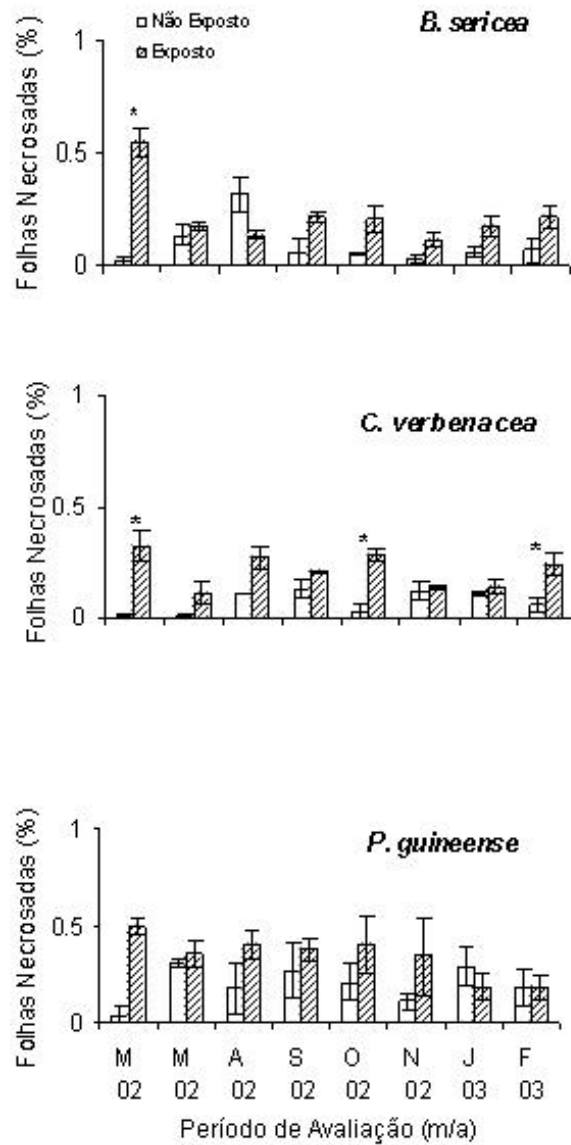 Não Exposto
Exposto
B. sericea
Folhas Necrosadas (%)
1
0.5
0
*
C. verbenacea
Folhas Necrosadas (%)
1
0.5
0
* * *
P. guineense
Folhas Necrosadas (%)
1
0.5
0
M M A S O N J F
02 02 02 02 02 02 03 03
Período de Avaliação (m/a)